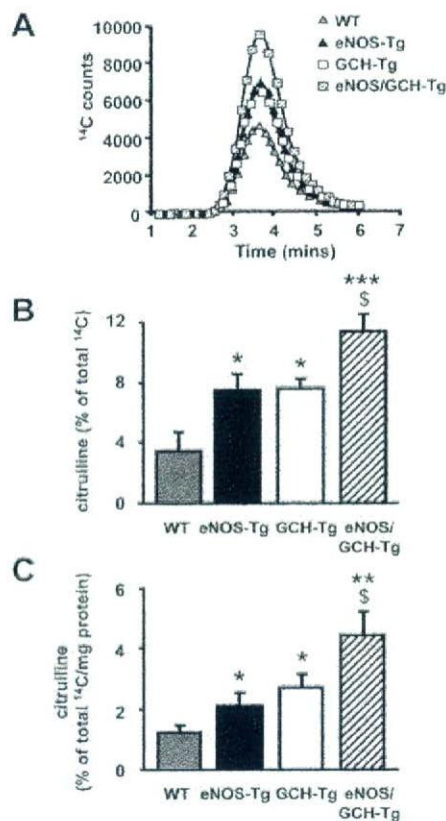 A
WT
eNOS-Tg
GCH-Tg
eNOS/GCH-Tg
14C counts
10000
8000
6000
4000
2000
0
1 2 3 4 5 6 7
Time (mins)
B
citrulline (% of total 14C)
12
8
4
0
* * *** $
WT eNOS-Tg GCH-Tg eNOS/
GCH-Tg
C
citrulline
(% of total 14C/mg protein)
6
4
2
0
* * ** $
WT eNOS-Tg GCH-Tg eNOS/
GCH-Tg